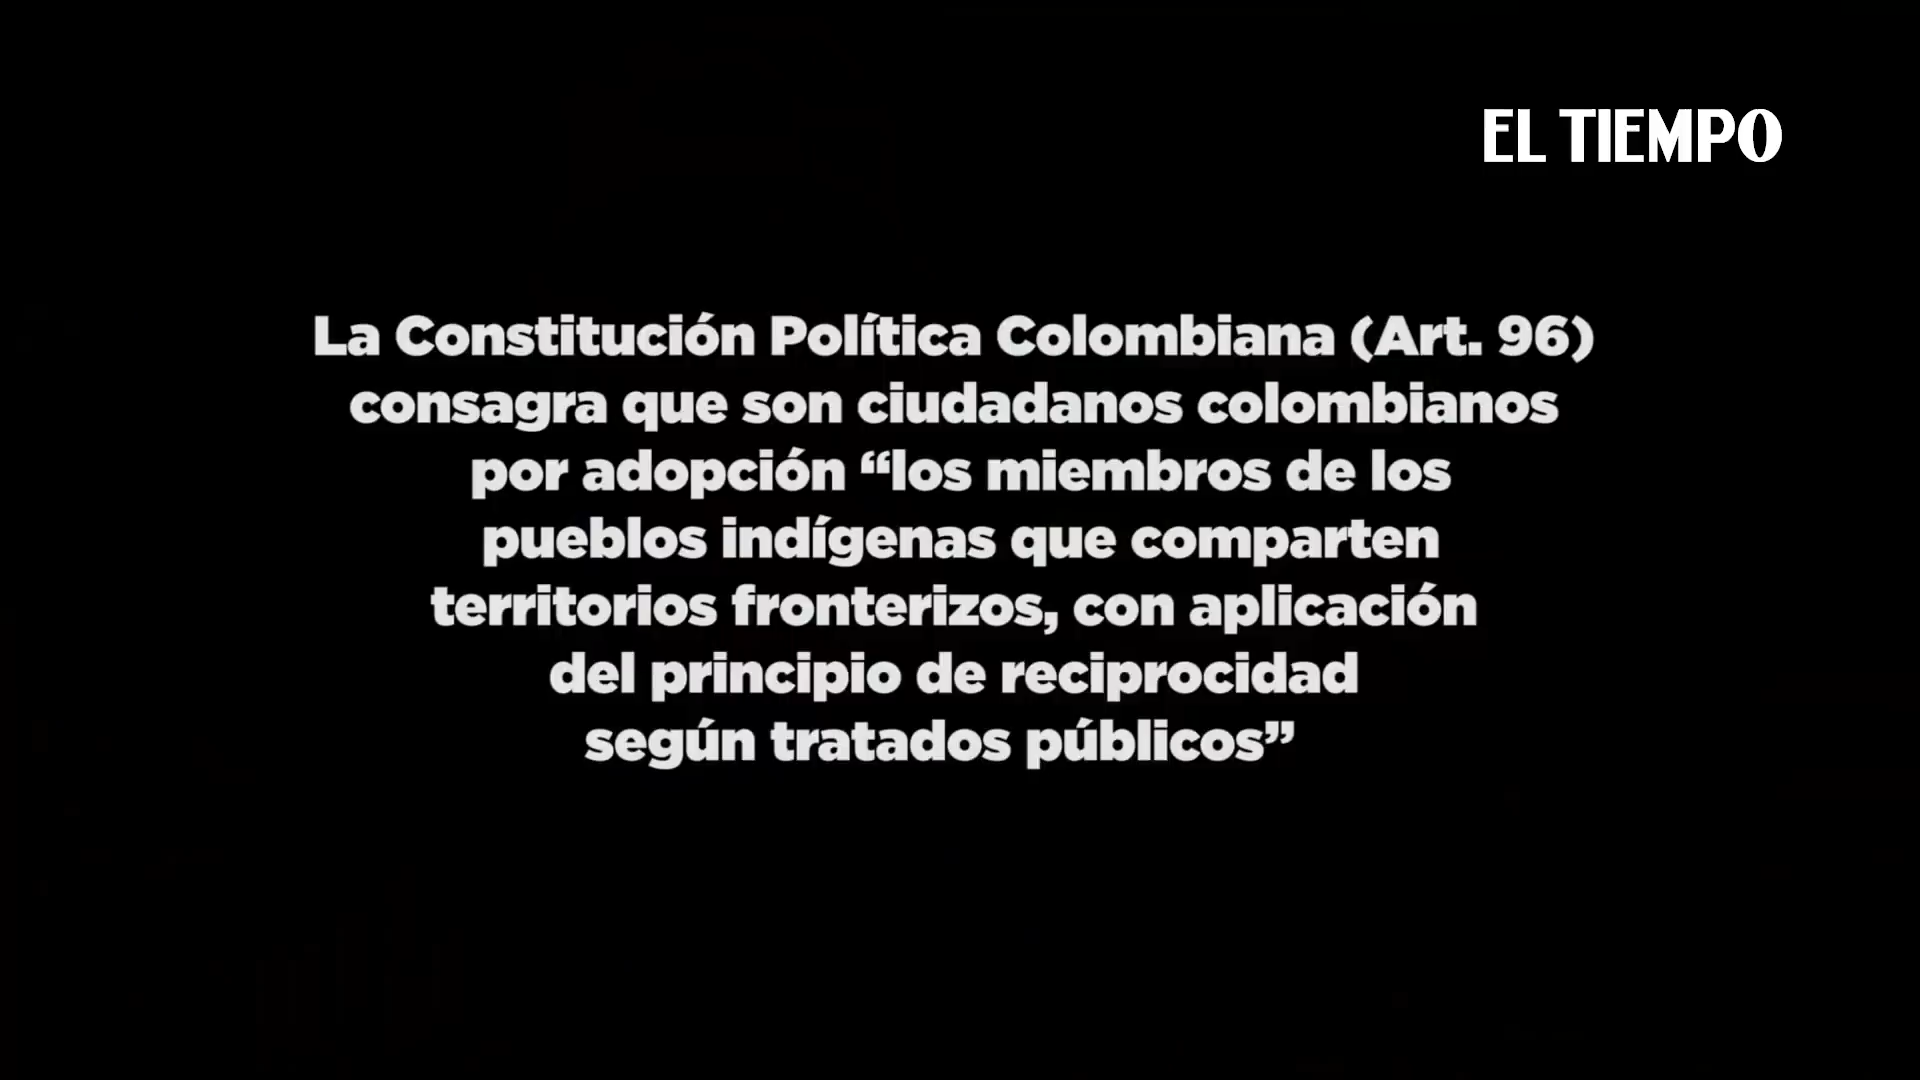 EL TIEMPO
La Constitución Política Colombiana (Art. 96)
consagra que son ciudadanos colombianos
por adopción “los miembros de los
pueblos indígenas que comparten
territorios fronterizos, con aplicación
del principio de reciprocidad
según tratados públicos”